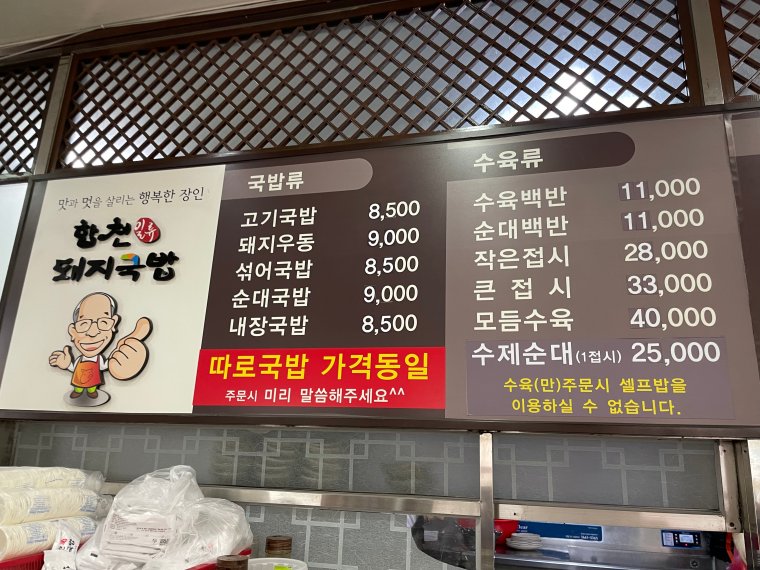 맛과 멋을 살리는 행복한 장인
합천일류
돼지국밥
국밥류
고기국밥 8,500
돼지우동 9,000
섞어국밥 8,500
순대국밥 9,000
내장국밥 8,500
따로국밥 가격동일
주문시 미리 말씀해주세요^^
수육류
수육백반 11,000
순대백반 11,000
작은접시 28,000
큰 접 시 33,000
모듬수육 40,000
수제순대(1접시) 25,000
수육(만)주문시 셀프밥을
이용하실 수 없습니다.